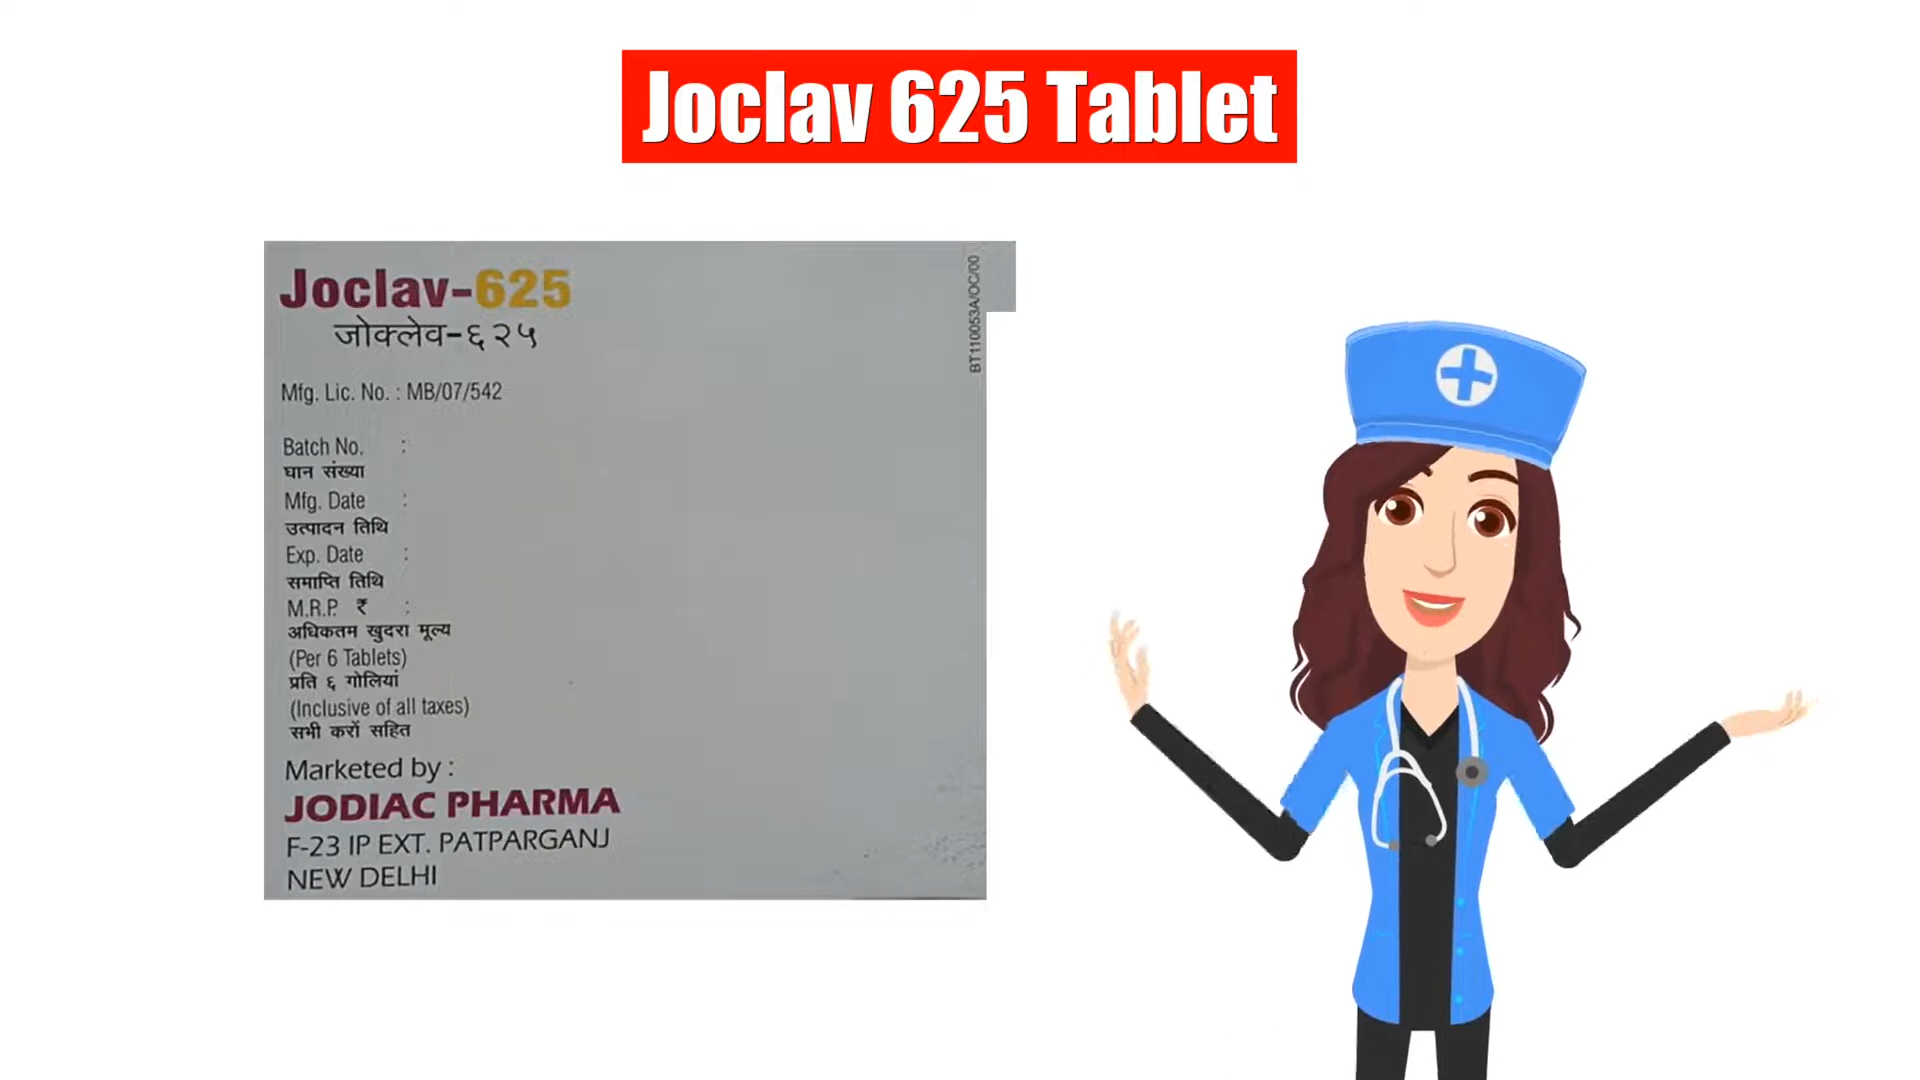 Joclav 625 Tablet
Joclav-625
जोक्लेव-६२५
BT110053A/OC/00
Mfg. Lic. No. : MB/07/542
Batch No. :
घान संख्या
Mfg. Date :
उत्पादन तिथि
Exp. Date :
समाप्ति तिथि
M.R.P. ₹ :
अधिकतम खुदरा मूल्य
(Per 6 Tablets)
प्रति ६ गोलियां
(Inclusive of all taxes)
सभी करों सहित
Marketed by :
JODIAC PHARMA
F-23 IP EXT. PATPARGANJ
NEW DELHI